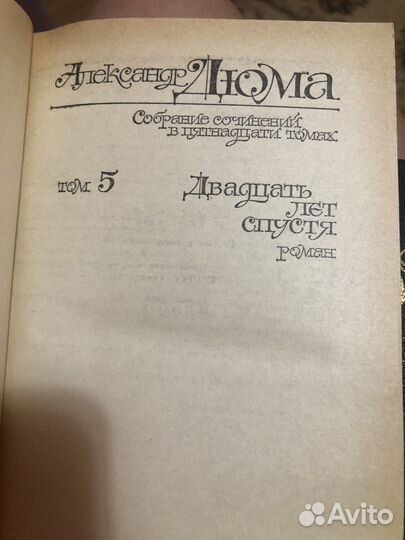 Александр Дюма
Собрание сочинений
в пятнадцати томах
том 5
Двадцать
лет
спустя
роман
Avito